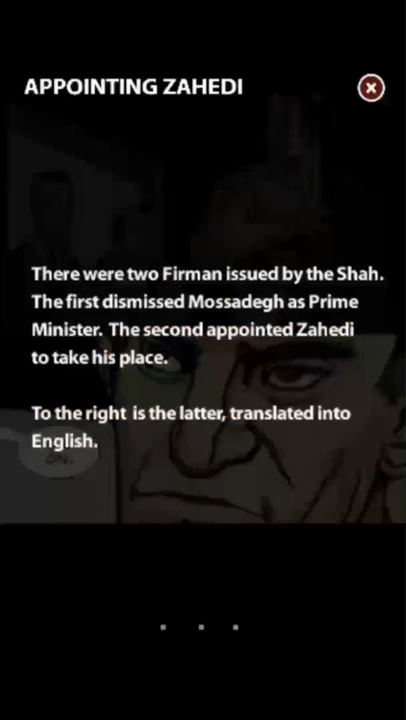 APPOINTING ZAHEDI
There were two Firman issued by the Shah.
The first dismissed Mossadegh as Prime
Minister. The second appointed Zahedi
to take his place.
To the right is the latter, translated into
English.
ON.